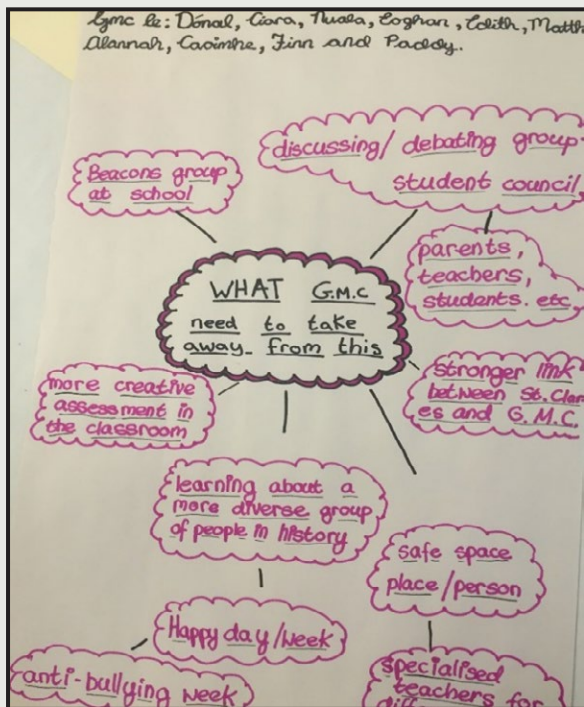 Gmc le: Dónal, Ciara, Nuala, Eoghan, Edith, Matth
Alannah, Caoimhe, Finn and Paddy.
Beacons group
at school
discussing/ debating group
student council
parents,
teachers,
students. etc,
WHAT G.M.C
need to take
away from this
stronger link
between St. Clar
es and G.M.C.
more creative
assessment in
the classroom
learning about a
more diverse group
of people in history
safe space
place/person
Happy day/week
anti-bullying week
specialised
teachers for